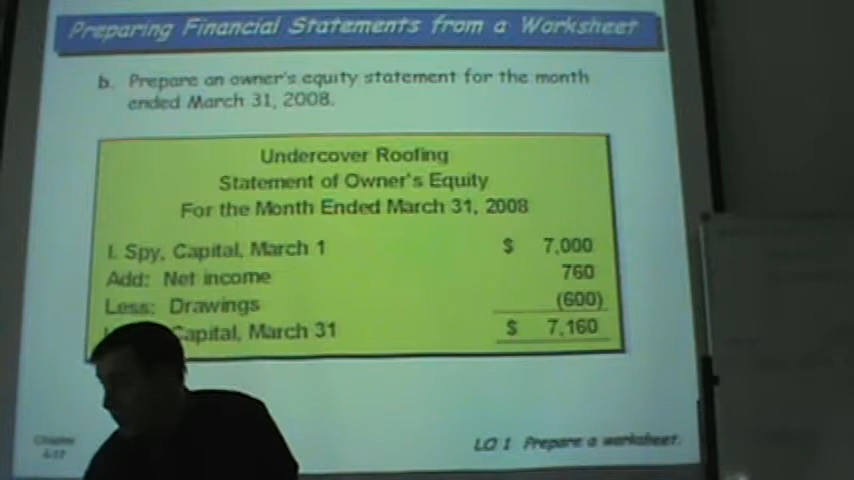 Preparing Financial Statements from a Worksheet
b. Prepare an owner's equity statement for the month
ended March 31, 2008.
Undercover Roofing
Statement of Owner's Equity
For the Month Ended March 31, 2008
I. Spy, Capital, March 1 $ 7,000
Add: Net income 760
Less: Drawings (600)
Capital, March 31 $ 7,160
Chapter
LO 1 Prepare a worksheet.